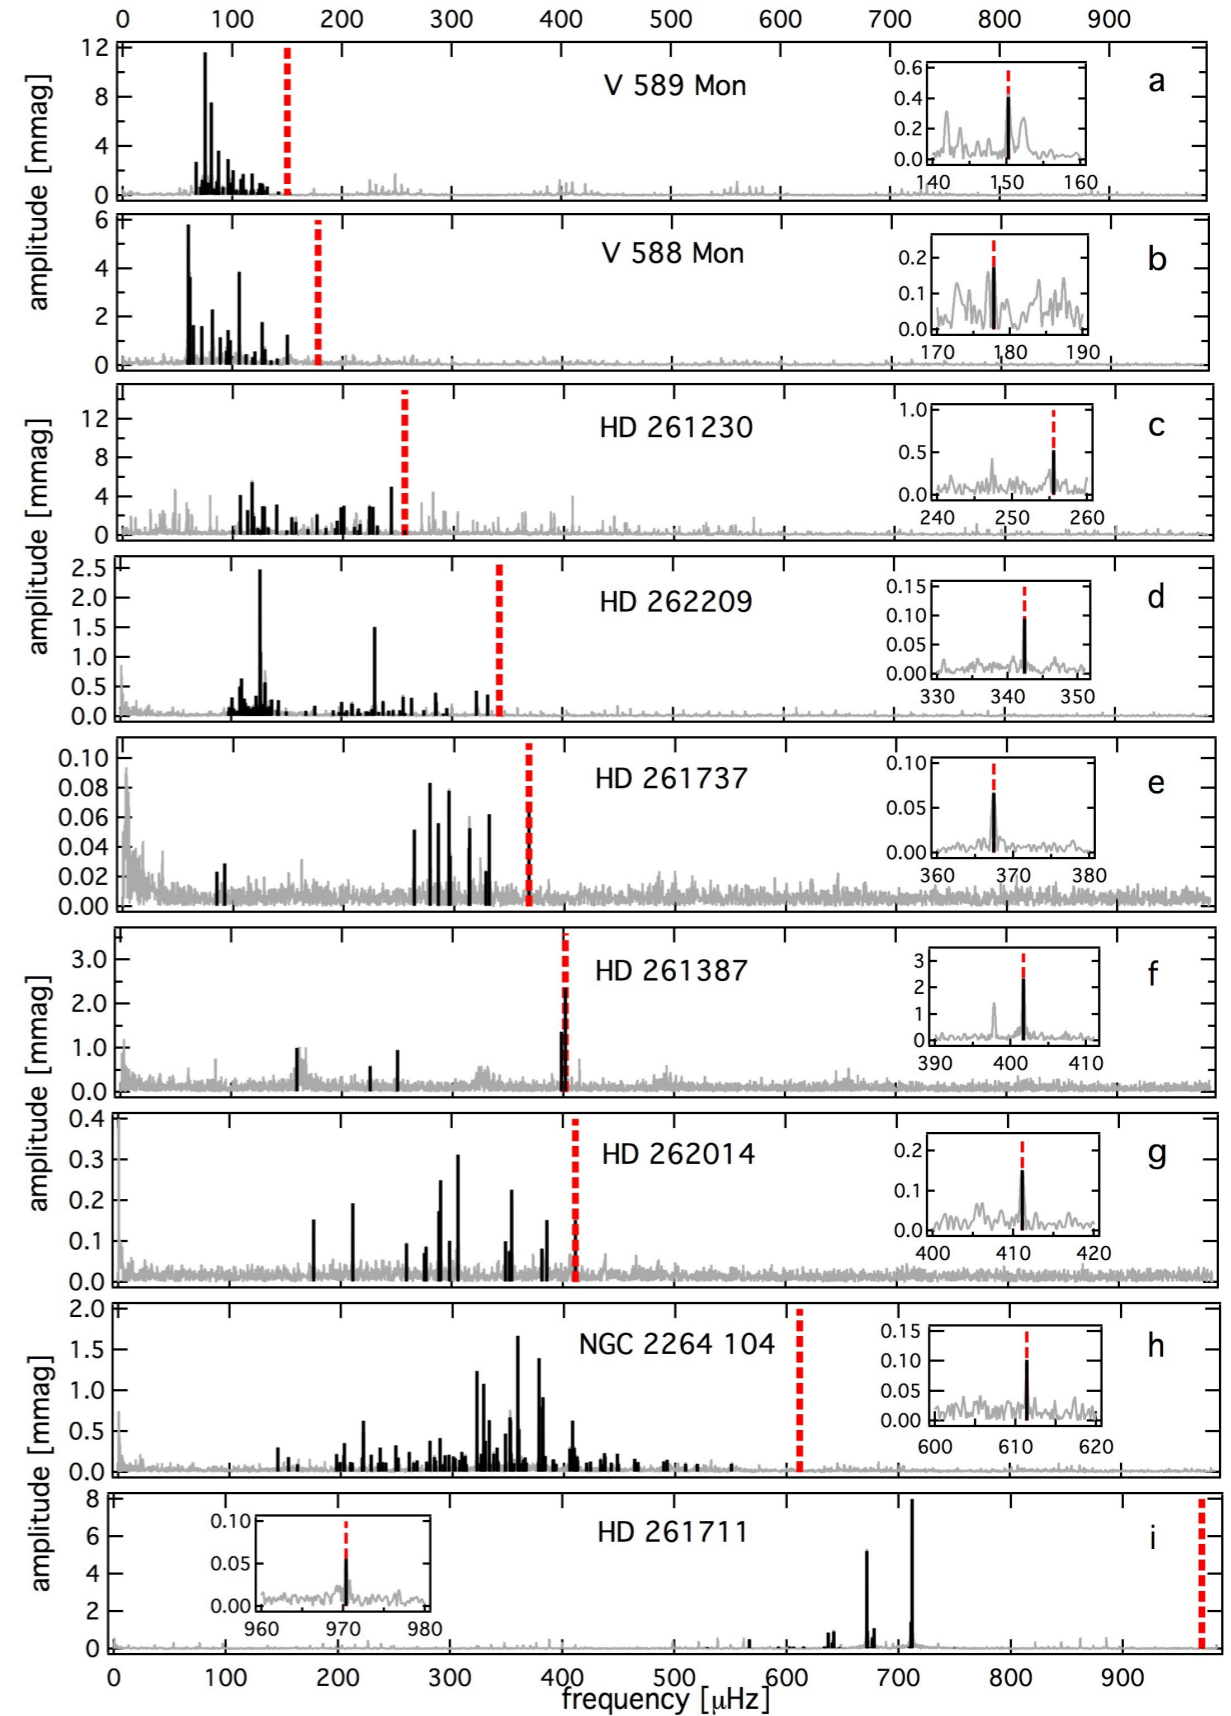 0 100 200 300 400 500 600 700 800 900
amplitude [mmag]
12
8
4
0
V 589 Mon
a
0.6
0.4
0.2
0.0
140 150 160
amplitude [mmag]
6
4
2
0
V 588 Mon
b
0.2
0.1
0.0
170 180 190
amplitude [mmag]
12
8
4
0
HD 261230
c
1.0
0.5
0.0
240 250 260
2.5
2.0
1.5
1.0
0.5
0.0
HD 262209
d
0.15
0.10
0.05
0.00
330 340 350
amplitude [mmag]
0.10
0.08
0.06
0.04
0.02
0.00
HD 261737
e
0.10
0.05
0.00
360 370 380
3.0
2.0
1.0
0.0
HD 261387
f
3
2
1
0
390 400 410
amplitude [mmag]
0.4
0.3
0.2
0.1
0.0
HD 262014
g
0.2
0.1
0.0
400 411 420
2.0
1.5
1.0
0.5
0.0
NGC 2264 104
h
0.15
0.10
0.05
0.00
600 611 620
amplitude [mmag]
8
6
4
2
0
HD 261711
i
0.10
0.05
0.00
960 970 980
0 100 200 300 400 500 600 700 800 900
frequency [μHz]